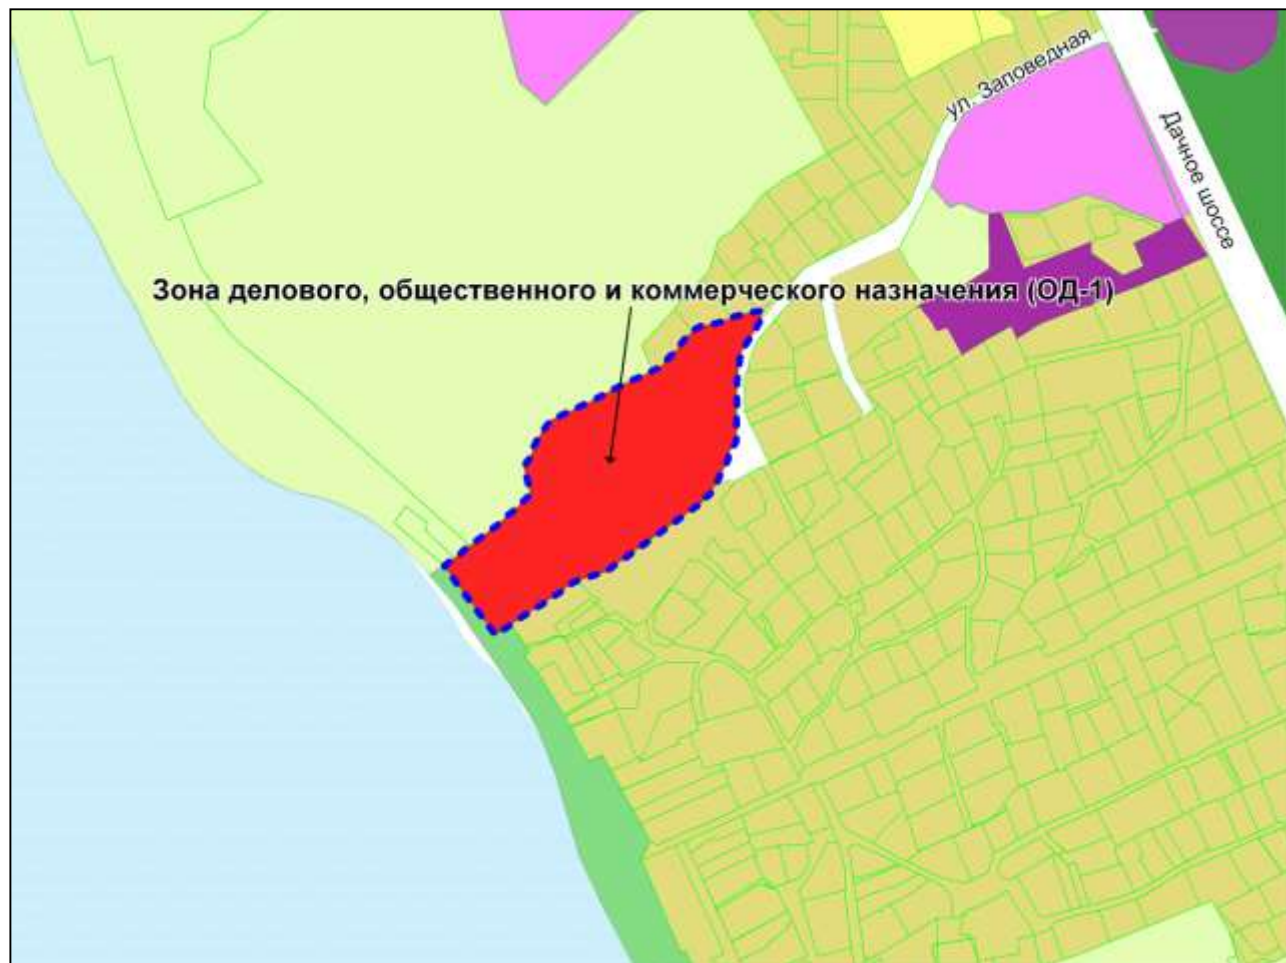 ул. Заповедная
Дачное шоссе
Зона делового, общественного и коммерческого назначения (ОД-1)